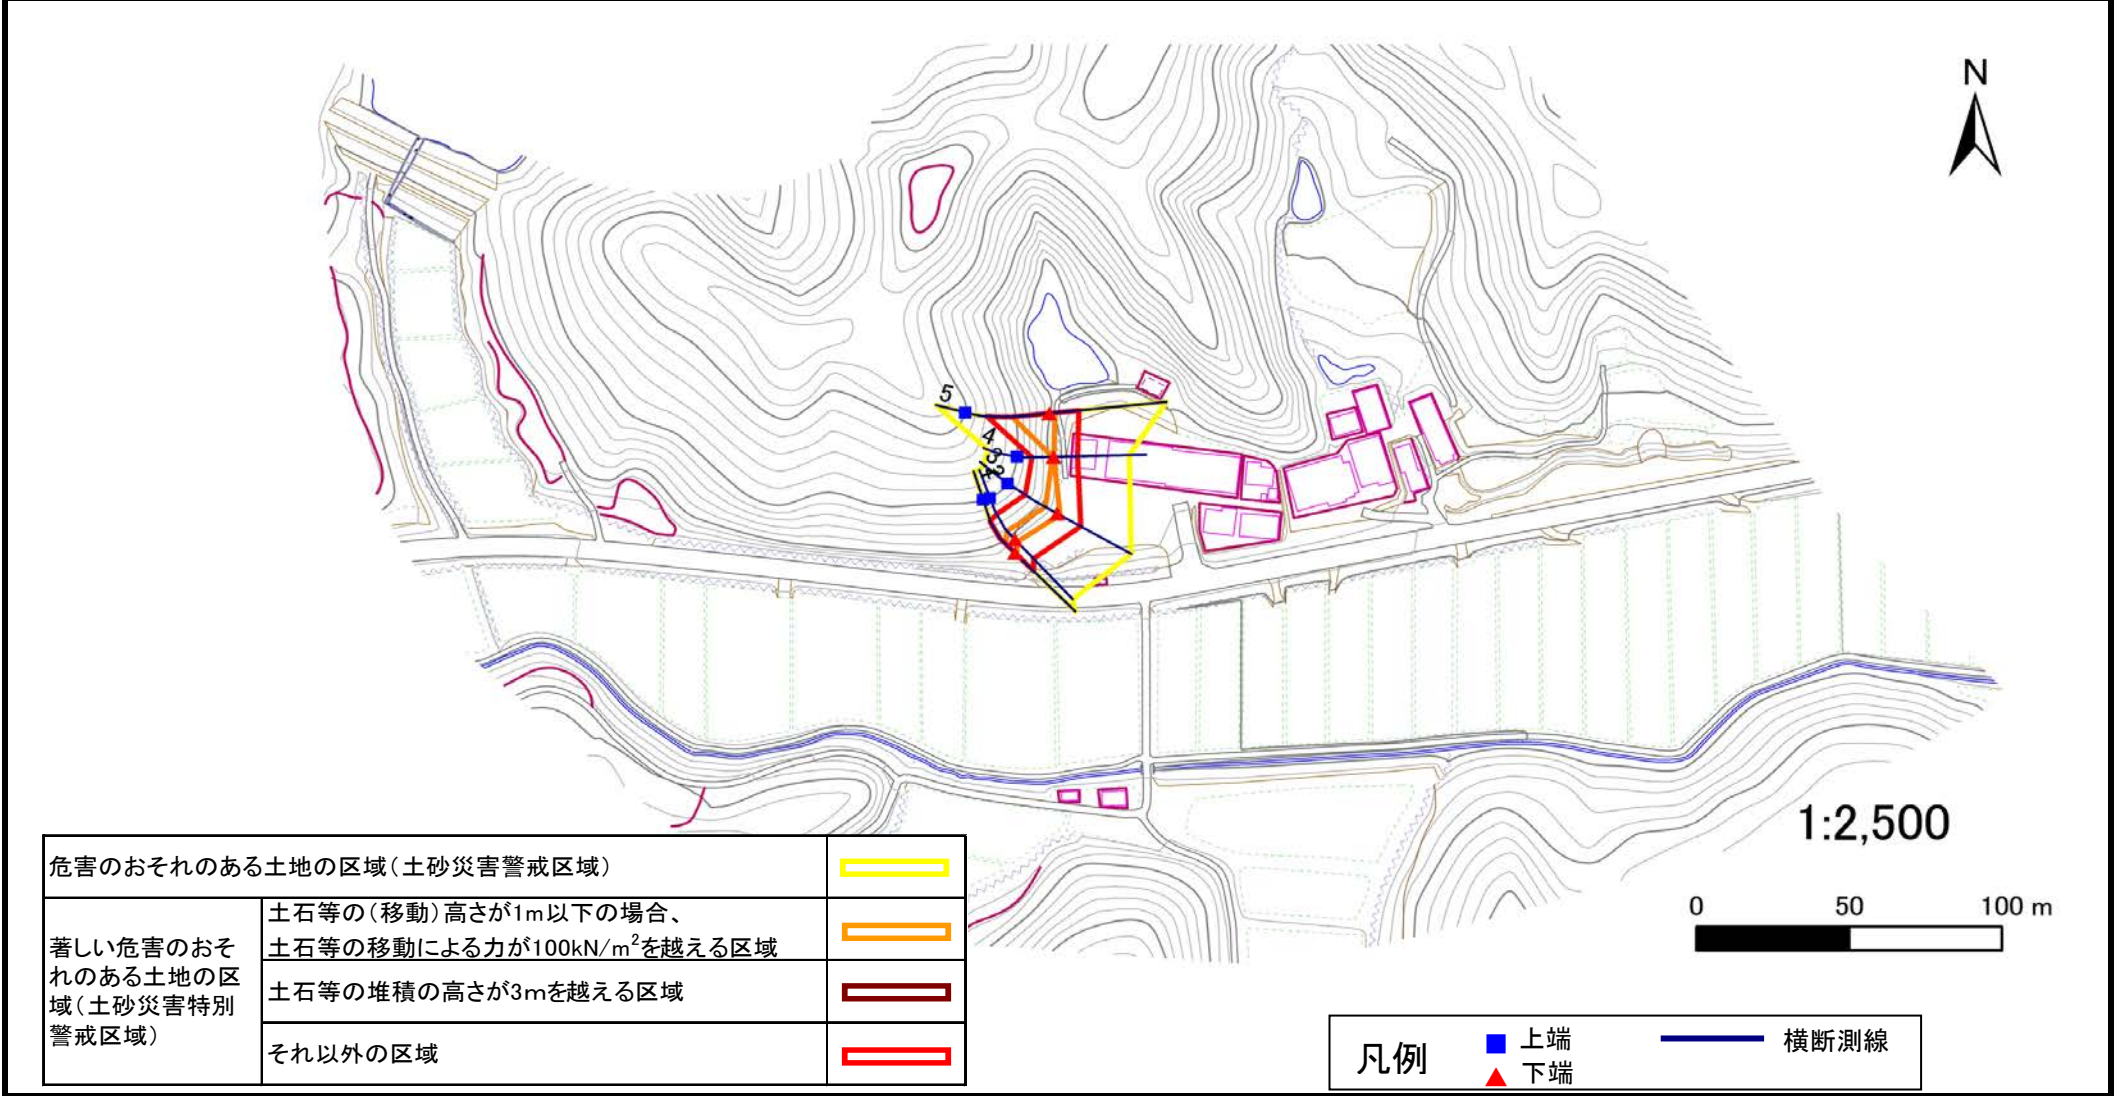 N
5
4
3
2
1
1:2,500
0 50 100 m
危害のおそれのある土地の区域(土砂災害警戒区域)
著しい危害のおそ
れのある土地の区
域(土砂災害特別
警戒区域)
土石等の(移動)高さが1m以下の場合、
土石等の移動による力が100kN/m²を越える区域
土石等の堆積の高さが3mを越える区域
それ以外の区域
凡例
上端
下端
横断測線